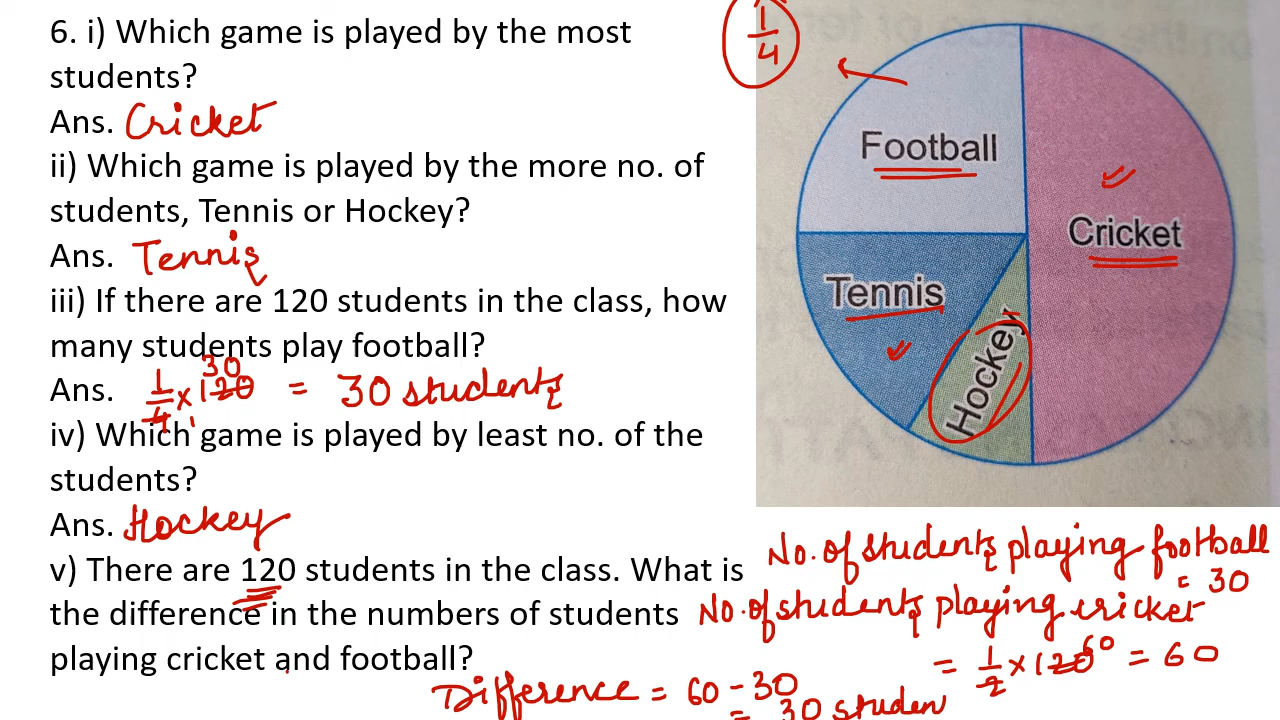 6. i) Which game is played by the most
students?
Ans. Cricket
ii) Which game is played by the more no. of
students, Tennis or Hockey?
Ans. Tennis
iii) If there are 120 students in the class, how
many students play football?
30
Ans. 1/4 × 120 = 30 students
1
iv) Which game is played by least no. of the
students?
Ans. Hockey
v) There are 120 students in the class. What is
the difference in the numbers of students
playing cricket and football?
1/4
Football
Cricket
Tennis
Hockey
No. of students playing football
= 30
No. of students playing cricket
= 1/2 × 120 60 = 60
Difference = 60 - 30
= 30 studen